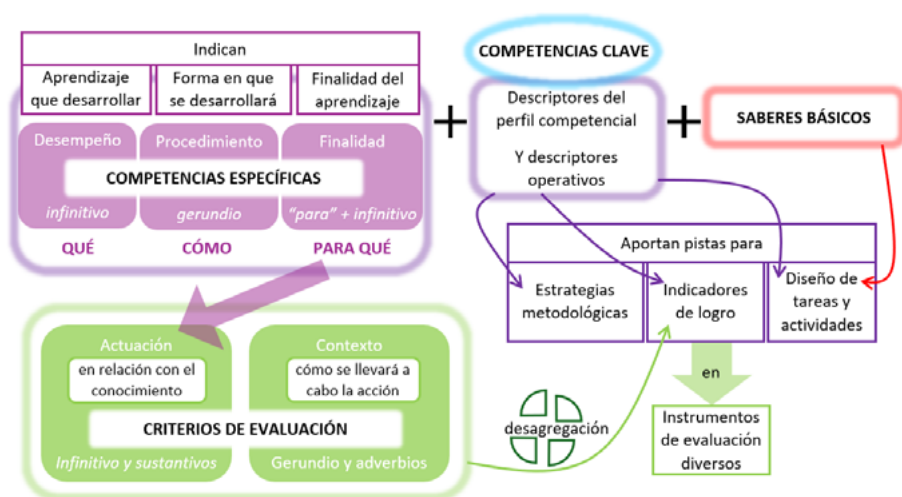 Indican
Aprendizaje
que desarrollar
Forma en que
se desarrollará
Finalidad del
aprendizaje
Desempeño
Procedimiento
Finalidad
COMPETENCIAS ESPECÍFICAS
infinitivo
gerundio
"para" + infinitivo
QUÉ
CÓMO
PARA QUÉ
+
COMPETENCIAS CLAVE
Descriptores del
perfil competencial
Y descriptores
operativos
+
SABERES BÁSICOS
Aportan pistas para
Estrategias
metodológicas
Indicadores
de logro
Diseño de
tareas y
actividades
Actuación
en relación con el
conocimiento
Contexto
cómo se llevará a
cabo la acción
CRITERIOS DE EVALUACIÓN
Infinitivo y sustantivos
Gerundio y adverbios
desagregación
en
Instrumentos
de evaluación
diversos